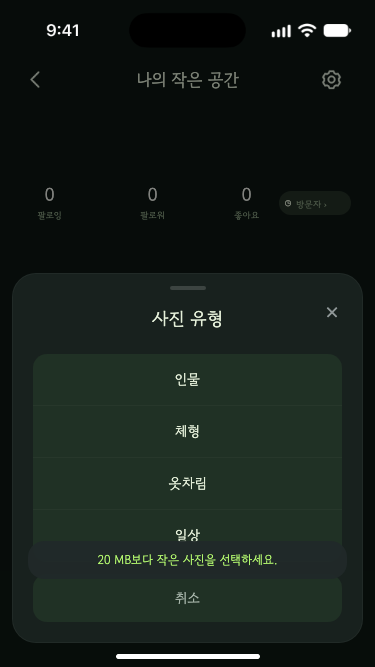 9:41
나의 작은 공간
0 0 0
팔로잉 팔로워 좋아요 방문자 ›
사진 유형
인물
체형
옷차림
일상
20 MB보다 작은 사진을 선택하세요.
취소